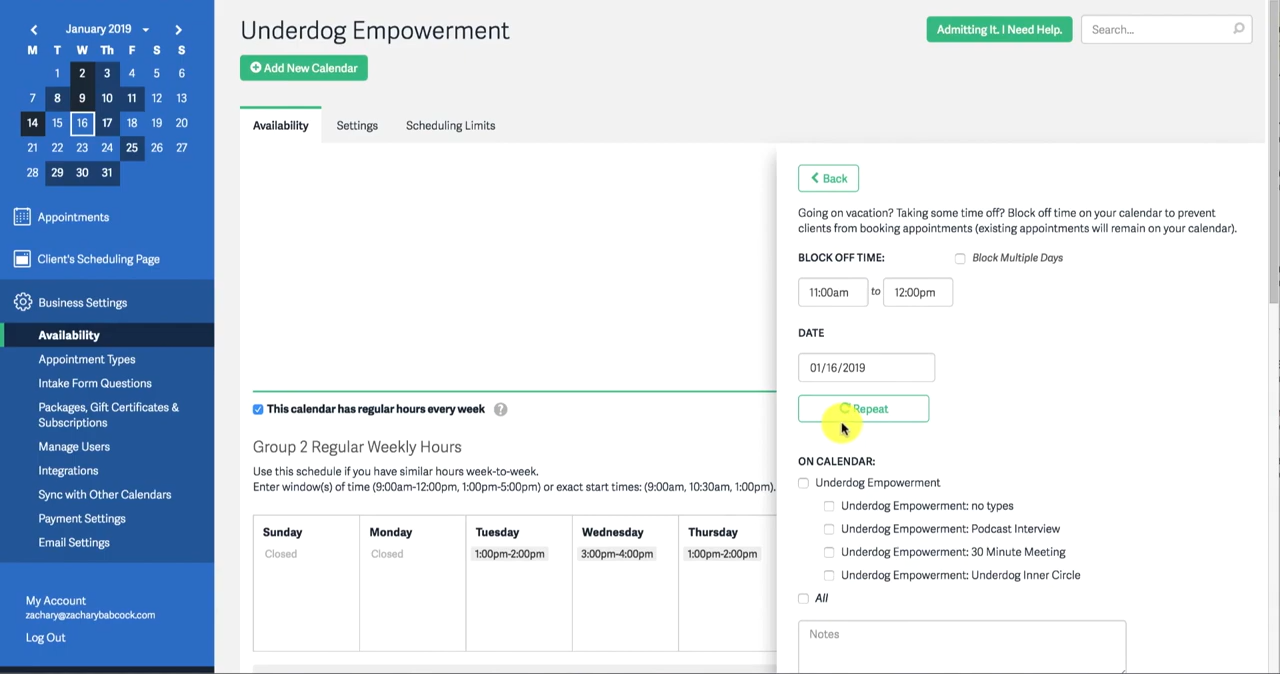 January 2019
M T W Th F S S
1 2 3 4 5 6
7 8 9 10 11 12 13
14 15 16 17 18 19 20
21 22 23 24 25 26 27
28 29 30 31
Appointments
Client's Scheduling Page
Business Settings
Availability
Appointment Types
Intake Form Questions
Packages, Gift Certificates &
Subscriptions
Manage Users
Integrations
Sync with Other Calendars
Payment Settings
Email Settings
My Account
zachary@zacharybabcock.com
Log Out
Underdog Empowerment
Admitting It. I Need Help.
Search...
Add New Calendar
Availability Settings Scheduling Limits
This calendar has regular hours every week ?
Group 2 Regular Weekly Hours
Use this schedule if you have similar hours week-to-week.
Enter window(s) of time (9:00am-12:00pm, 1:00pm-5:00pm) or exact start times: (9:00am, 10:30am, 1:00pm).
Sunday Monday Tuesday Wednesday Thursday
Closed Closed 1:00pm-2:00pm 3:00pm-4:00pm 1:00pm-2:00pm
Back
Going on vacation? Taking some time off? Block off time on your calendar to prevent
clients from booking appointments (existing appointments will remain on your calendar).
BLOCK OFF TIME: Block Multiple Days
11:00am to 12:00pm
DATE
01/16/2019
Repeat
ON CALENDAR:
Underdog Empowerment
Underdog Empowerment: no types
Underdog Empowerment: Podcast Interview
Underdog Empowerment: 30 Minute Meeting
Underdog Empowerment: Underdog Inner Circle
All
Notes